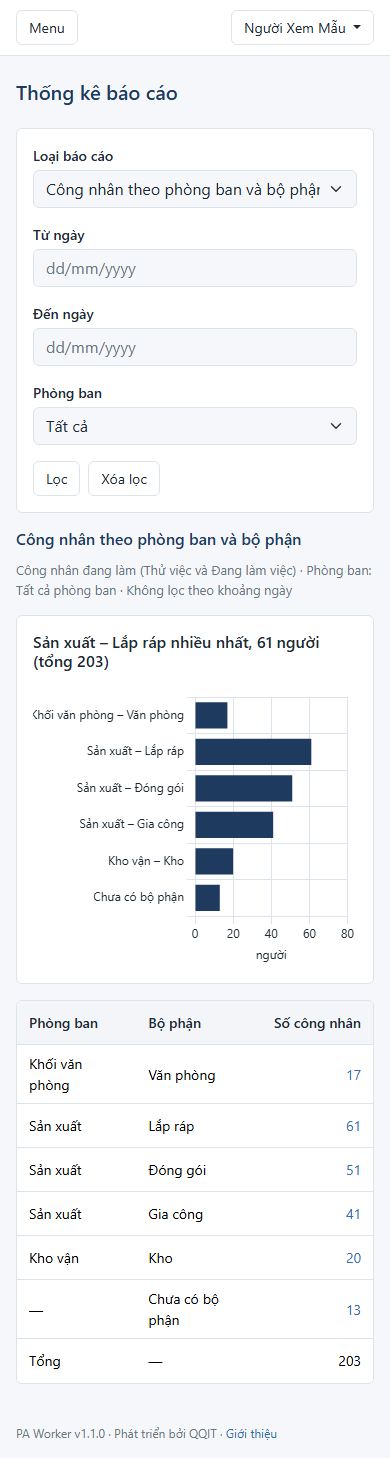 Menu
Người Xem Mẫu
Thống kê báo cáo
Loại báo cáo
Công nhân theo phòng ban và bộ phận
Từ ngày
dd/mm/yyyy
Đến ngày
dd/mm/yyyy
Phòng ban
Tất cả
Lọc
Xóa lọc
Công nhân theo phòng ban và bộ phận
Công nhân đang làm (Thử việc và Đang làm việc) · Phòng ban:
Tất cả phòng ban · Không lọc theo khoảng ngày
Sản xuất – Lắp ráp nhiều nhất, 61 người
(tổng 203)
Khối văn phòng – Văn phòng
Sản xuất – Lắp ráp
Sản xuất – Đóng gói
Sản xuất – Gia công
Kho vận – Kho
Chưa có bộ phận
0 20 40 60 80
người
Phòng ban Bộ phận Số công nhân
Khối văn
phòng
Văn phòng 17
Sản xuất Lắp ráp 61
Sản xuất Đóng gói 51
Sản xuất Gia công 41
Kho vận Kho 20
— Chưa có bộ
phận
13
Tổng — 203
PA Worker v1.1.0 · Phát triển bởi QQIT · Giới thiệu